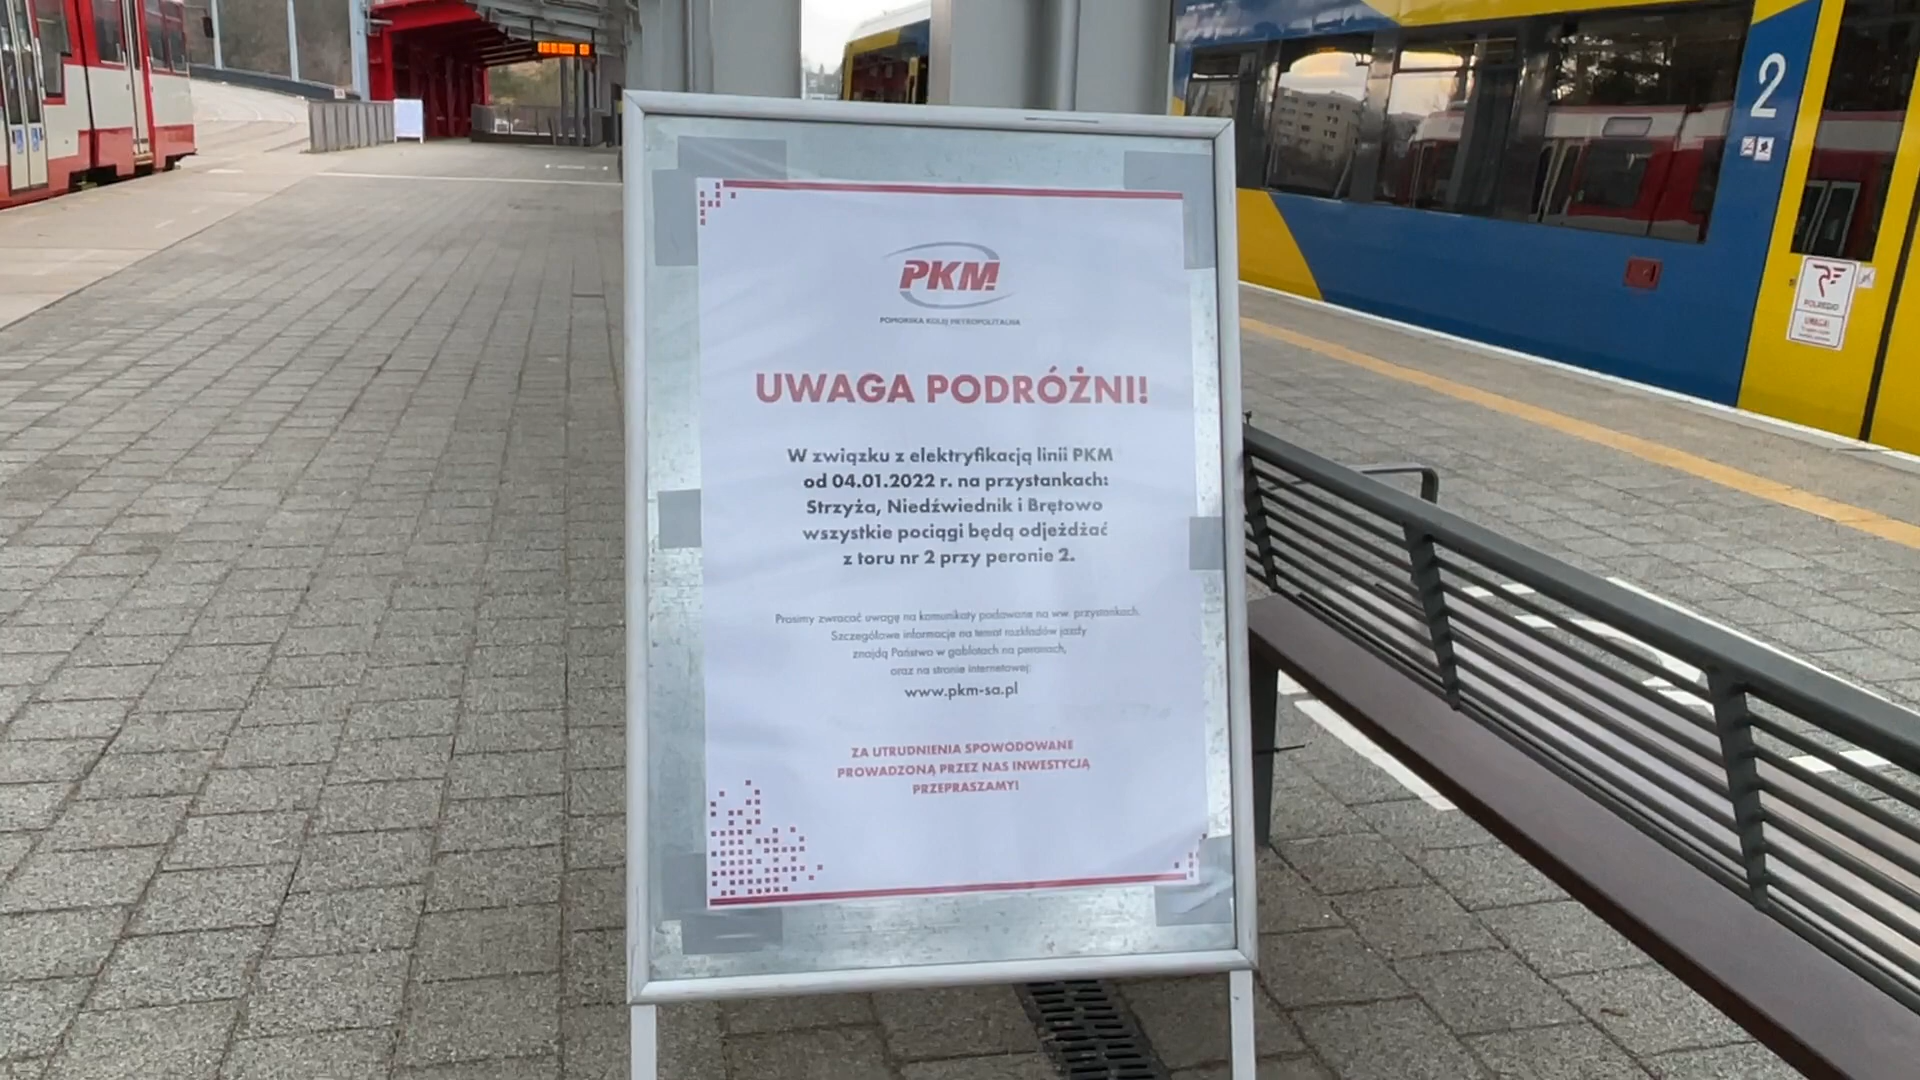 PKM
POMORSKA KOLEJ METROPOLITALNA
UWAGA PODRÓŻNI!
W związku z elektryfikacją linii PKM
od 04.01.2022 r. na przystankach:
Strzyża, Niedźwiednik i Brętowo
wszystkie pociągi będą odjeżdżać
z toru nr 2 przy peronie 2.
Prosimy zwracać uwagę na komunikaty podawane na ww. przystankach.
Szczegółowe informacje na temat rozkładów jazdy
znajdą Państwo w gablotach na peronach,
oraz na stronie internetowej:
www.pkm-sa.pl
ZA UTRUDNIENIA SPOWODOWANE
PROWADZONĄ PRZEZ NAS INWESTYCJĄ
PRZEPRASZAMY!
2
POLREGIO
UWAGA!